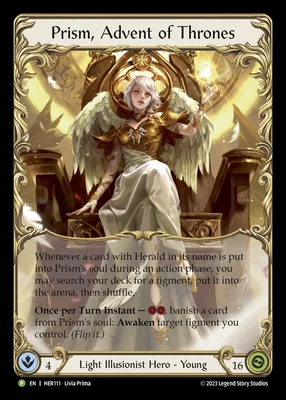 Prism, Advent of Thrones
Whenever a card with Herald in its name is put
into Prism's soul during an action phase, you
may search your deck for a figment, put it into
the arena, then shuffle.
Once per Turn Instant — , banish a card
from Prism's soul: Awaken target figment you
control. (Flip it.)
4 Light Illusionist Hero - Young 16
P EN | HER111 Livia Prima © 2023 Legend Story Studios